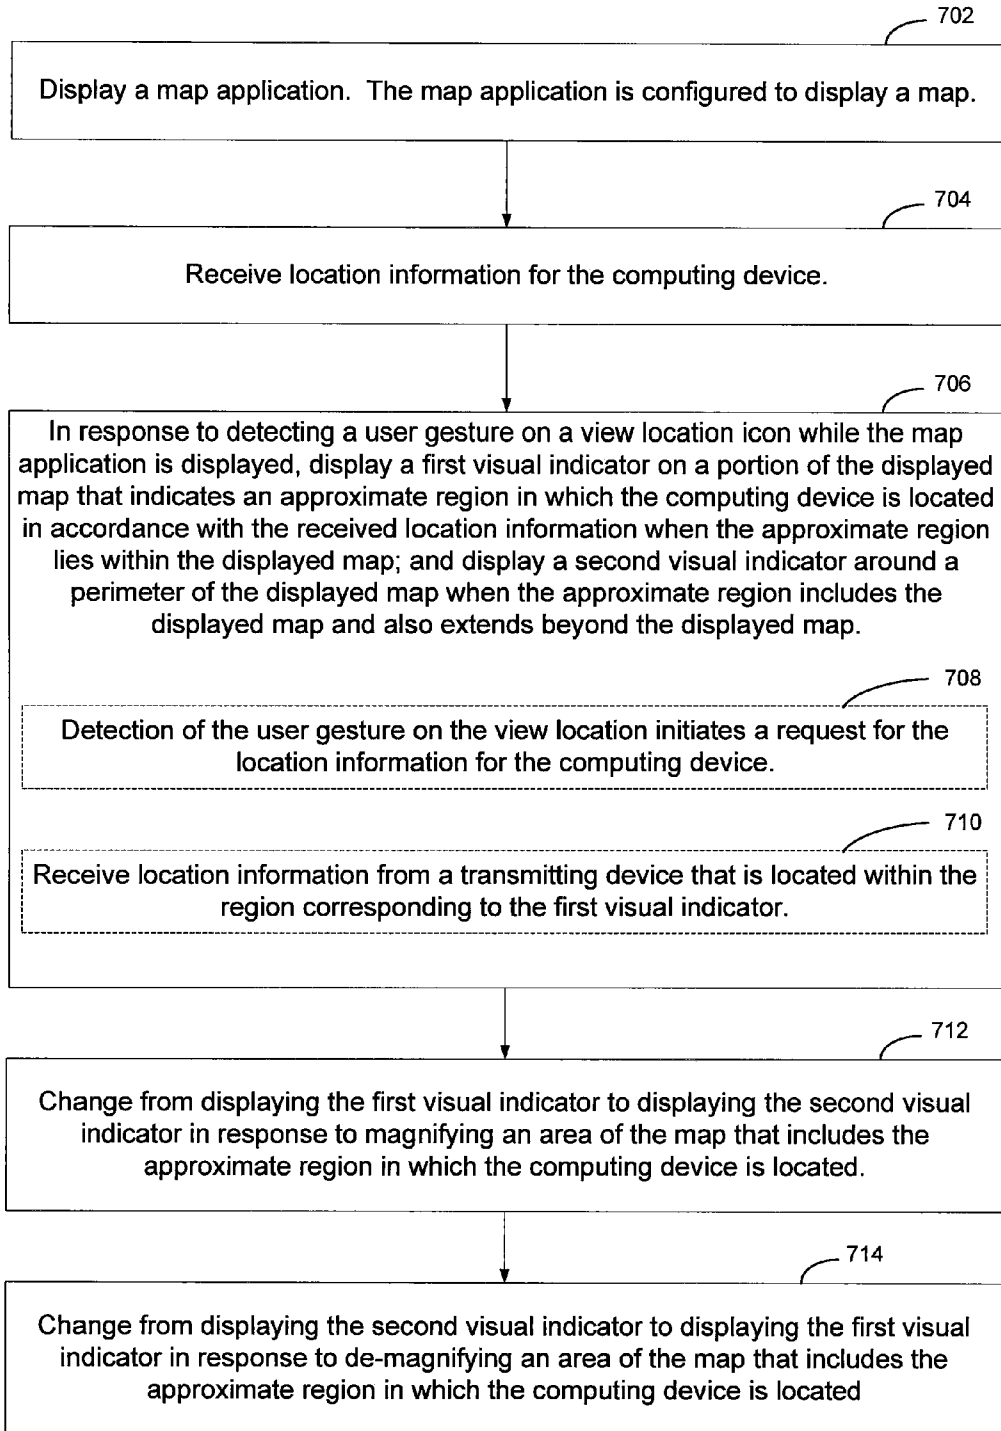 702
Display a map application. The map application is configured to display a map.
704
Receive location information for the computing device.
706
In response to detecting a user gesture on a view location icon while the map
application is displayed, display a first visual indicator on a portion of the displayed
map that indicates an approximate region in which the computing device is located
in accordance with the received location information when the approximate region
lies within the displayed map; and display a second visual indicator around a
perimeter of the displayed map when the approximate region includes the
displayed map and also extends beyond the displayed map.
708
Detection of the user gesture on the view location initiates a request for the
location information for the computing device.
710
Receive location information from a transmitting device that is located within the
region corresponding to the first visual indicator.
712
Change from displaying the first visual indicator to displaying the second visual
indicator in response to magnifying an area of the map that includes the
approximate region in which the computing device is located.
714
Change from displaying the second visual indicator to displaying the first visual
indicator in response to de-magnifying an area of the map that includes the
approximate region in which the computing device is located